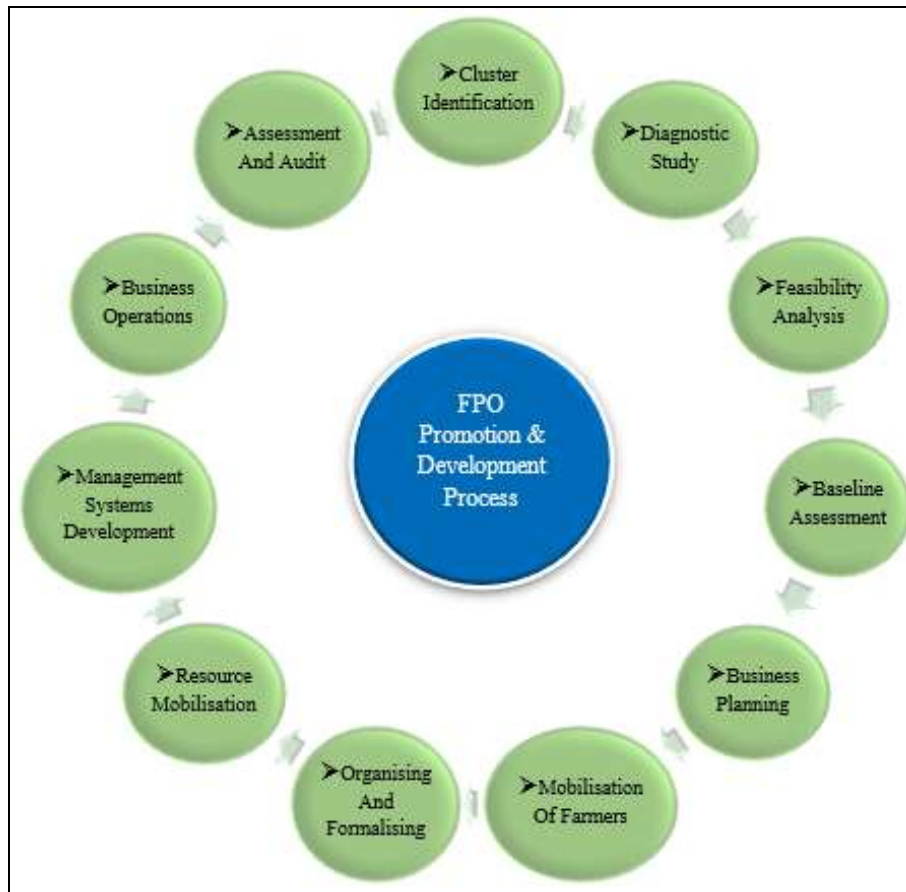 ➤Cluster
Identification
➤Diagnostic
Study
➤Feasibility
Analysis
➤Baseline
Assessment
➤Business
Planning
➤Mobilisation
Of Farmers
➤Organising
And
Formalising
➤Resource
Mobilisation
➤Management
Systems
Development
➤Business
Operations
➤Assessment
And Audit
FPO
Promotion &
Development
Process